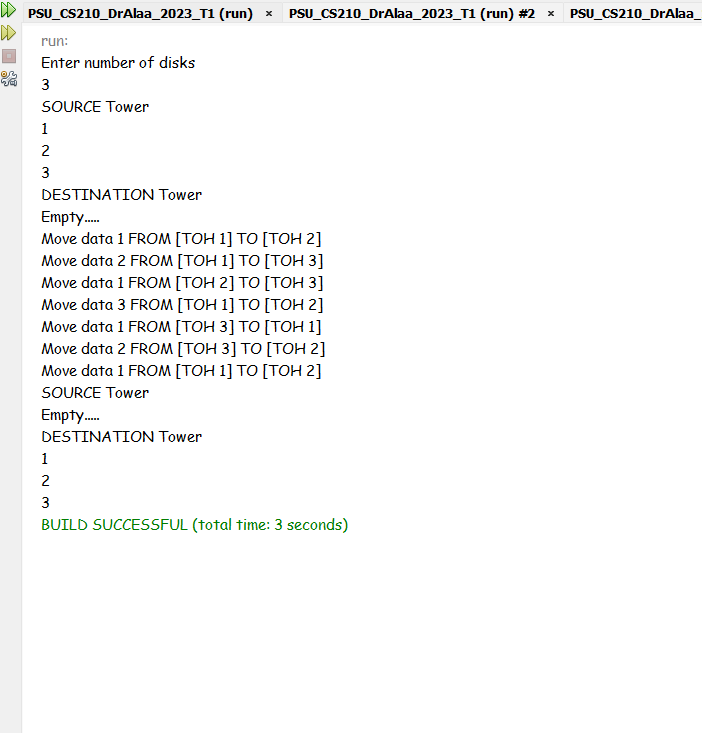 PSU_CS210_DrAlaa_2023_T1 (run) × PSU_CS210_DrAlaa_2023_T1 (run) #2 × PSU_CS210_DrAlaa_
run:
Enter number of disks
3
SOURCE Tower
1
2
3
DESTINATION Tower
Empty.....
Move data 1 FROM [TOH 1] TO [TOH 2]
Move data 2 FROM [TOH 1] TO [TOH 3]
Move data 1 FROM [TOH 2] TO [TOH 3]
Move data 3 FROM [TOH 1] TO [TOH 2]
Move data 1 FROM [TOH 3] TO [TOH 1]
Move data 2 FROM [TOH 3] TO [TOH 2]
Move data 1 FROM [TOH 1] TO [TOH 2]
SOURCE Tower
Empty.....
DESTINATION Tower
1
2
3
BUILD SUCCESSFUL (total time: 3 seconds)